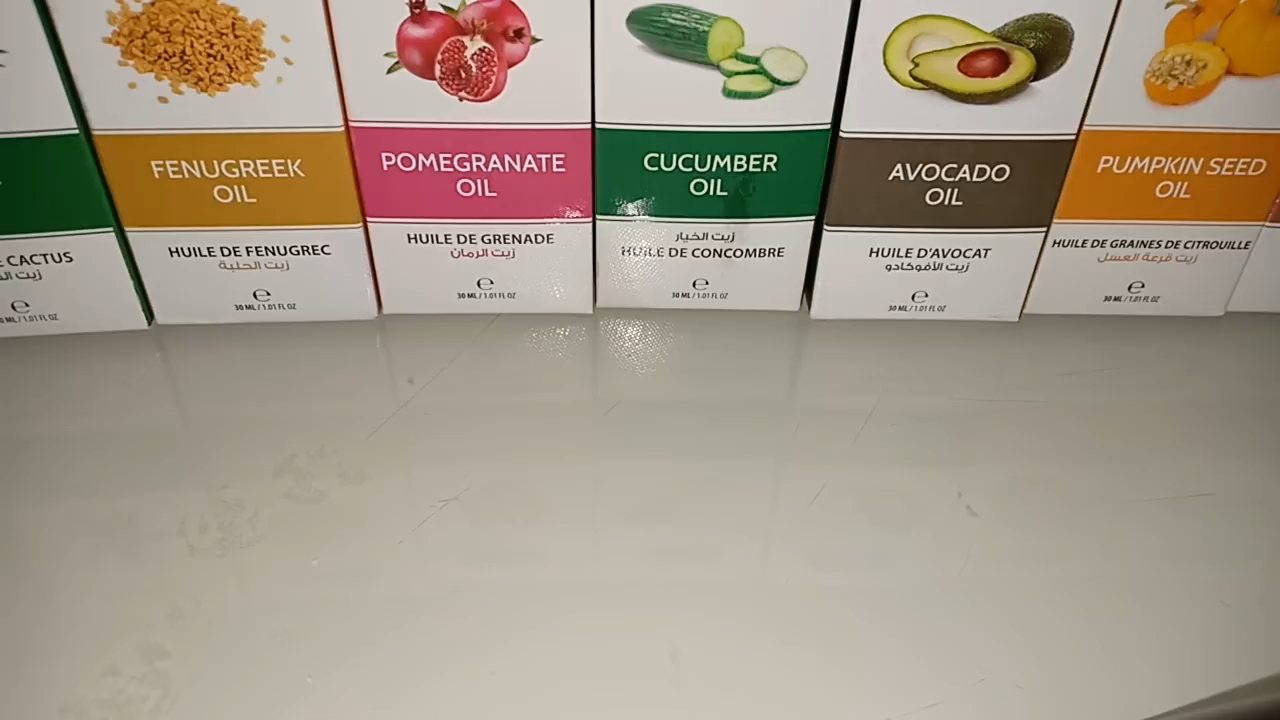 CACTUS
زيت
ML / 1.01 FL OZ
FENUGREEK
OIL
HUILE DE FENUGREC
زيت الحلبة
e
30 ML / 1.01 FL OZ
POMEGRANATE
OIL
HUILE DE GRENADE
زيت الرمان
e
30 ML / 1.01 FL OZ
CUCUMBER
OIL
زيت الخيار
HUILE DE CONCOMBRE
e
30 ML / 1.01 FL OZ
AVOCADO
OIL
HUILE D'AVOCAT
زيت الأفوكادو
e
30 ML / 1.01 FL OZ
PUMPKIN SEED
OIL
HUILE DE GRAINES DE CITROUILLE
زيت قرعة العسل
e
30 ML / 1.01 FL OZ